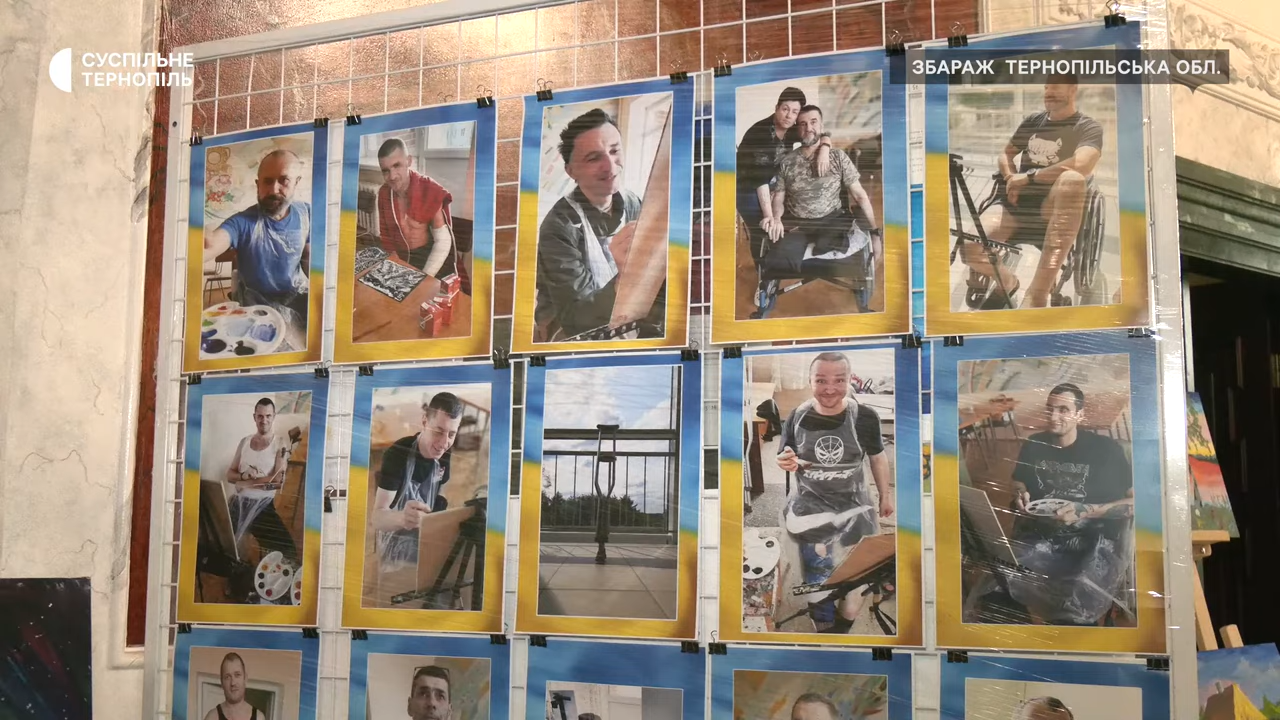 СУСПІЛЬНЕ
ТЕРНОПІЛЬ
ЗБАРАЖ ТЕРНОПІЛЬСЬКА ОБЛ.